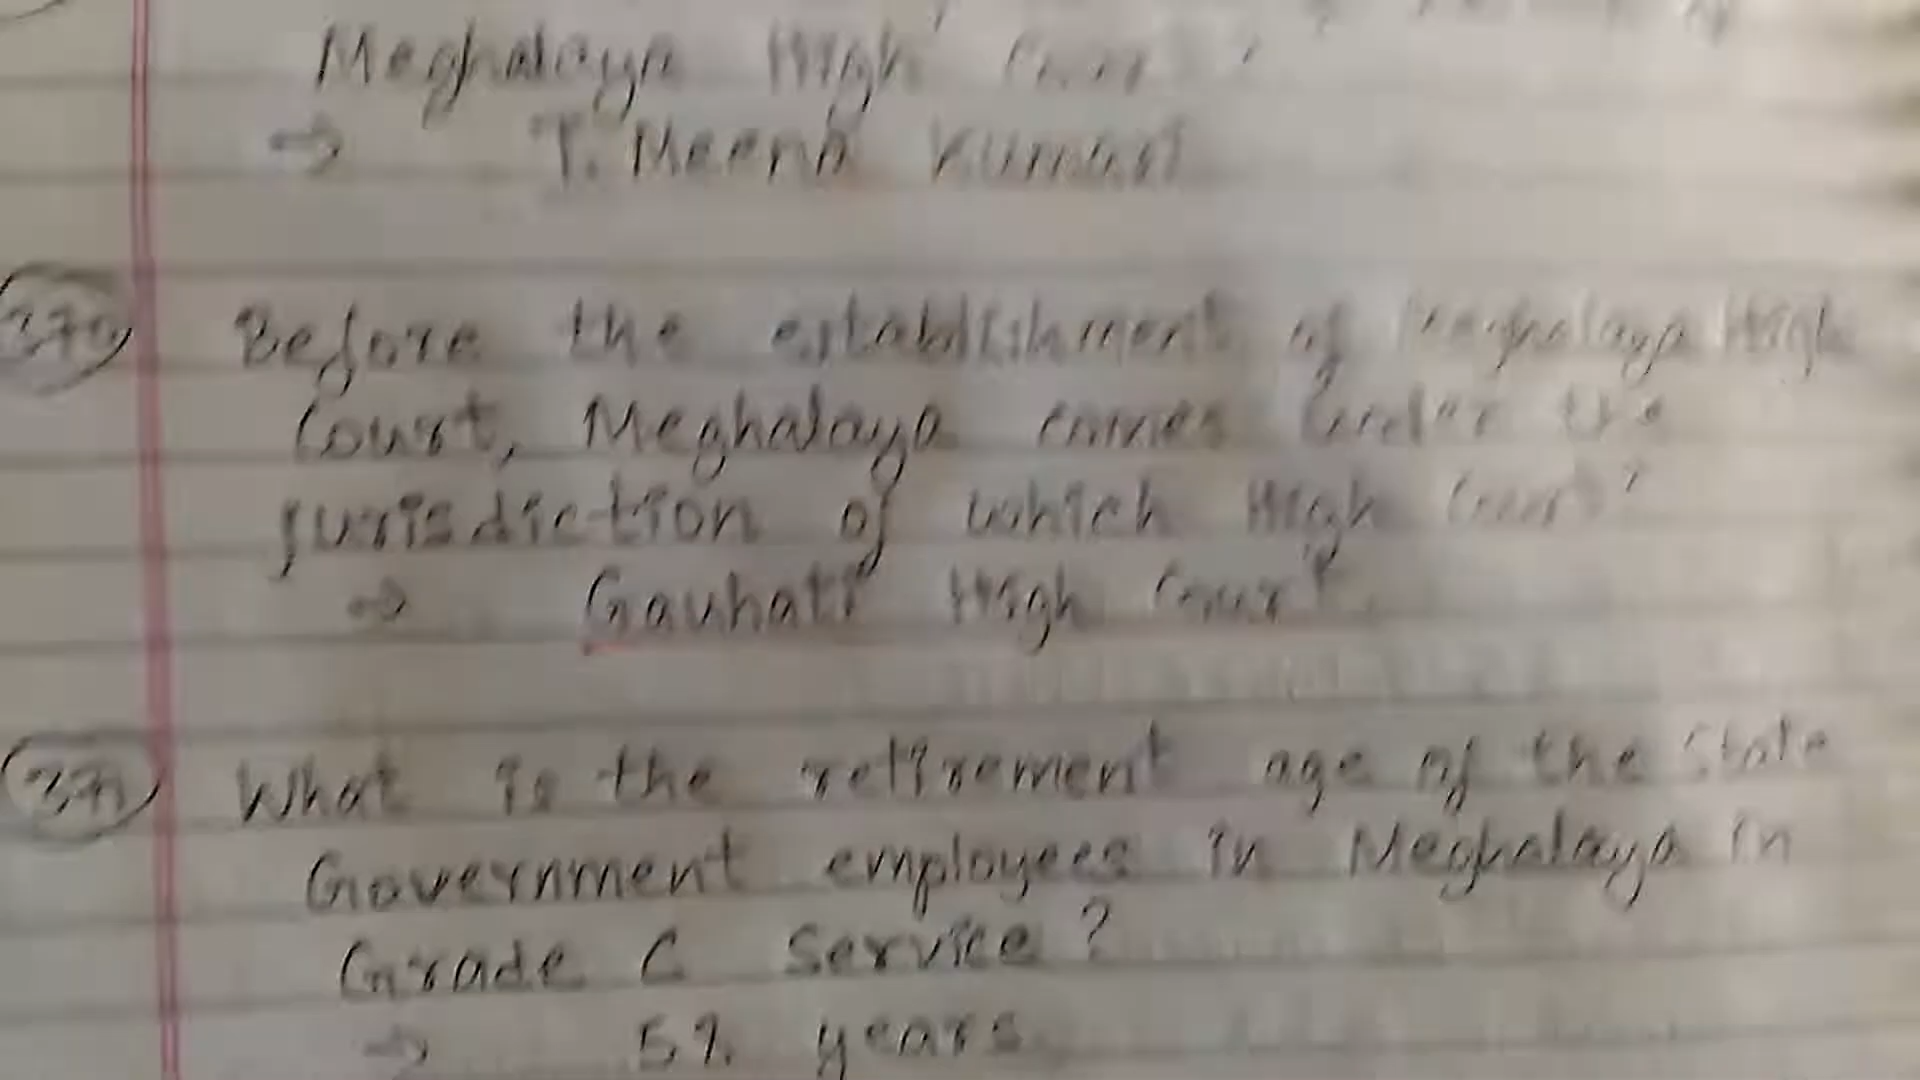 Meghalaya High Court?
⇒ T. Meena Kumari
370 Before the establishment of Meghalaya High
Court, Meghalaya comes under the
jurisdiction of which High Court?
⇒ Gauhati High Court.
371 What is the retirement age of the State
Government employees in Meghalaya in
Grade C service?
⇒ years